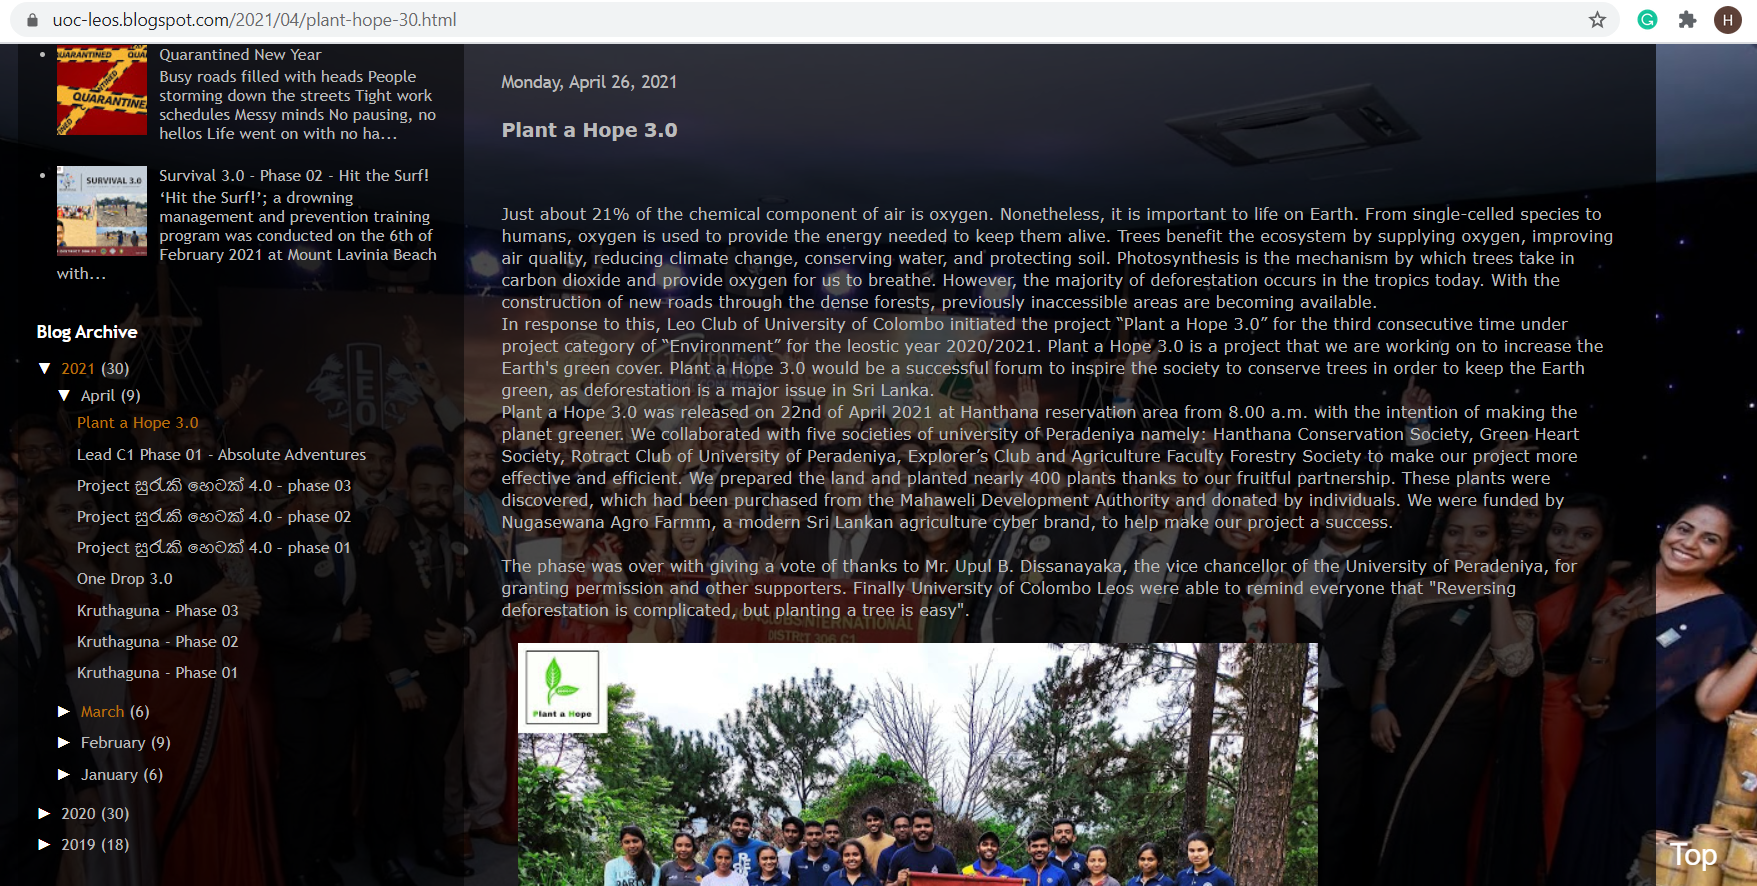 uoc-leos.blogspot.com/2021/04/plant-hope-30.html
H
Quarantined New Year
Busy roads filled with heads People
storming down the streets Tight work
schedules Messy minds No pausing, no
hellos Life went on with no ha...
QUARANTINED
SURVIVAL 3.0
Survival 3.0 - Phase 02 - Hit the Surf!
‘Hit the Surf!’; a drowning
management and prevention training
program was conducted on the 6th of
February 2021 at Mount Lavinia Beach
with...
Blog Archive
▼ 2021 (30)
▼ April (9)
Plant a Hope 3.0
Lead C1 Phase 01 - Absolute Adventures
Project සුරැකි හෙටක් 4.0 - phase 03
Project සුරැකි හෙටක් 4.0 - phase 02
Project සුරැකි හෙටක් 4.0 - phase 01
One Drop 3.0
Kruthaguna - Phase 03
Kruthaguna - Phase 02
Kruthaguna - Phase 01
► March (6)
► February (9)
► January (6)
► 2020 (30)
► 2019 (18)
Monday, April 26, 2021
Plant a Hope 3.0
Just about 21% of the chemical component of air is oxygen. Nonetheless, it is important to life on Earth. From single-celled species to
humans, oxygen is used to provide the energy needed to keep them alive. Trees benefit the ecosystem by supplying oxygen, improving
air quality, reducing climate change, conserving water, and protecting soil. Photosynthesis is the mechanism by which trees take in
carbon dioxide and provide oxygen for us to breathe. However, the majority of deforestation occurs in the tropics today. With the
construction of new roads through the dense forests, previously inaccessible areas are becoming available.
In response to this, Leo Club of University of Colombo initiated the project “Plant a Hope 3.0” for the third consecutive time under
project category of “Environment” for the leostic year 2020/2021. Plant a Hope 3.0 is a project that we are working on to increase the
Earth's green cover. Plant a Hope 3.0 would be a successful forum to inspire the society to conserve trees in order to keep the Earth
green, as deforestation is a major issue in Sri Lanka.
Plant a Hope 3.0 was released on 22nd of April 2021 at Hanthana reservation area from 8.00 a.m. with the intention of making the
planet greener. We collaborated with five societies of university of Peradeniya namely: Hanthana Conservation Society, Green Heart
Society, Rotract Club of University of Peradeniya, Explorer’s Club and Agriculture Faculty Forestry Society to make our project more
effective and efficient. We prepared the land and planted nearly 400 plants thanks to our fruitful partnership. These plants were
discovered, which had been purchased from the Mahaweli Development Authority and donated by individuals. We were funded by
Nugasewana Agro Farmm, a modern Sri Lankan agriculture cyber brand, to help make our project a success.
The phase was over with giving a vote of thanks to Mr. Upul B. Dissanayaka, the vice chancellor of the University of Peradeniya, for
granting permission and other supporters. Finally University of Colombo Leos were able to remind everyone that "Reversing
deforestation is complicated, but planting a tree is easy".
LEO
DISTRICT 306 C1
Plant a Hope
Top